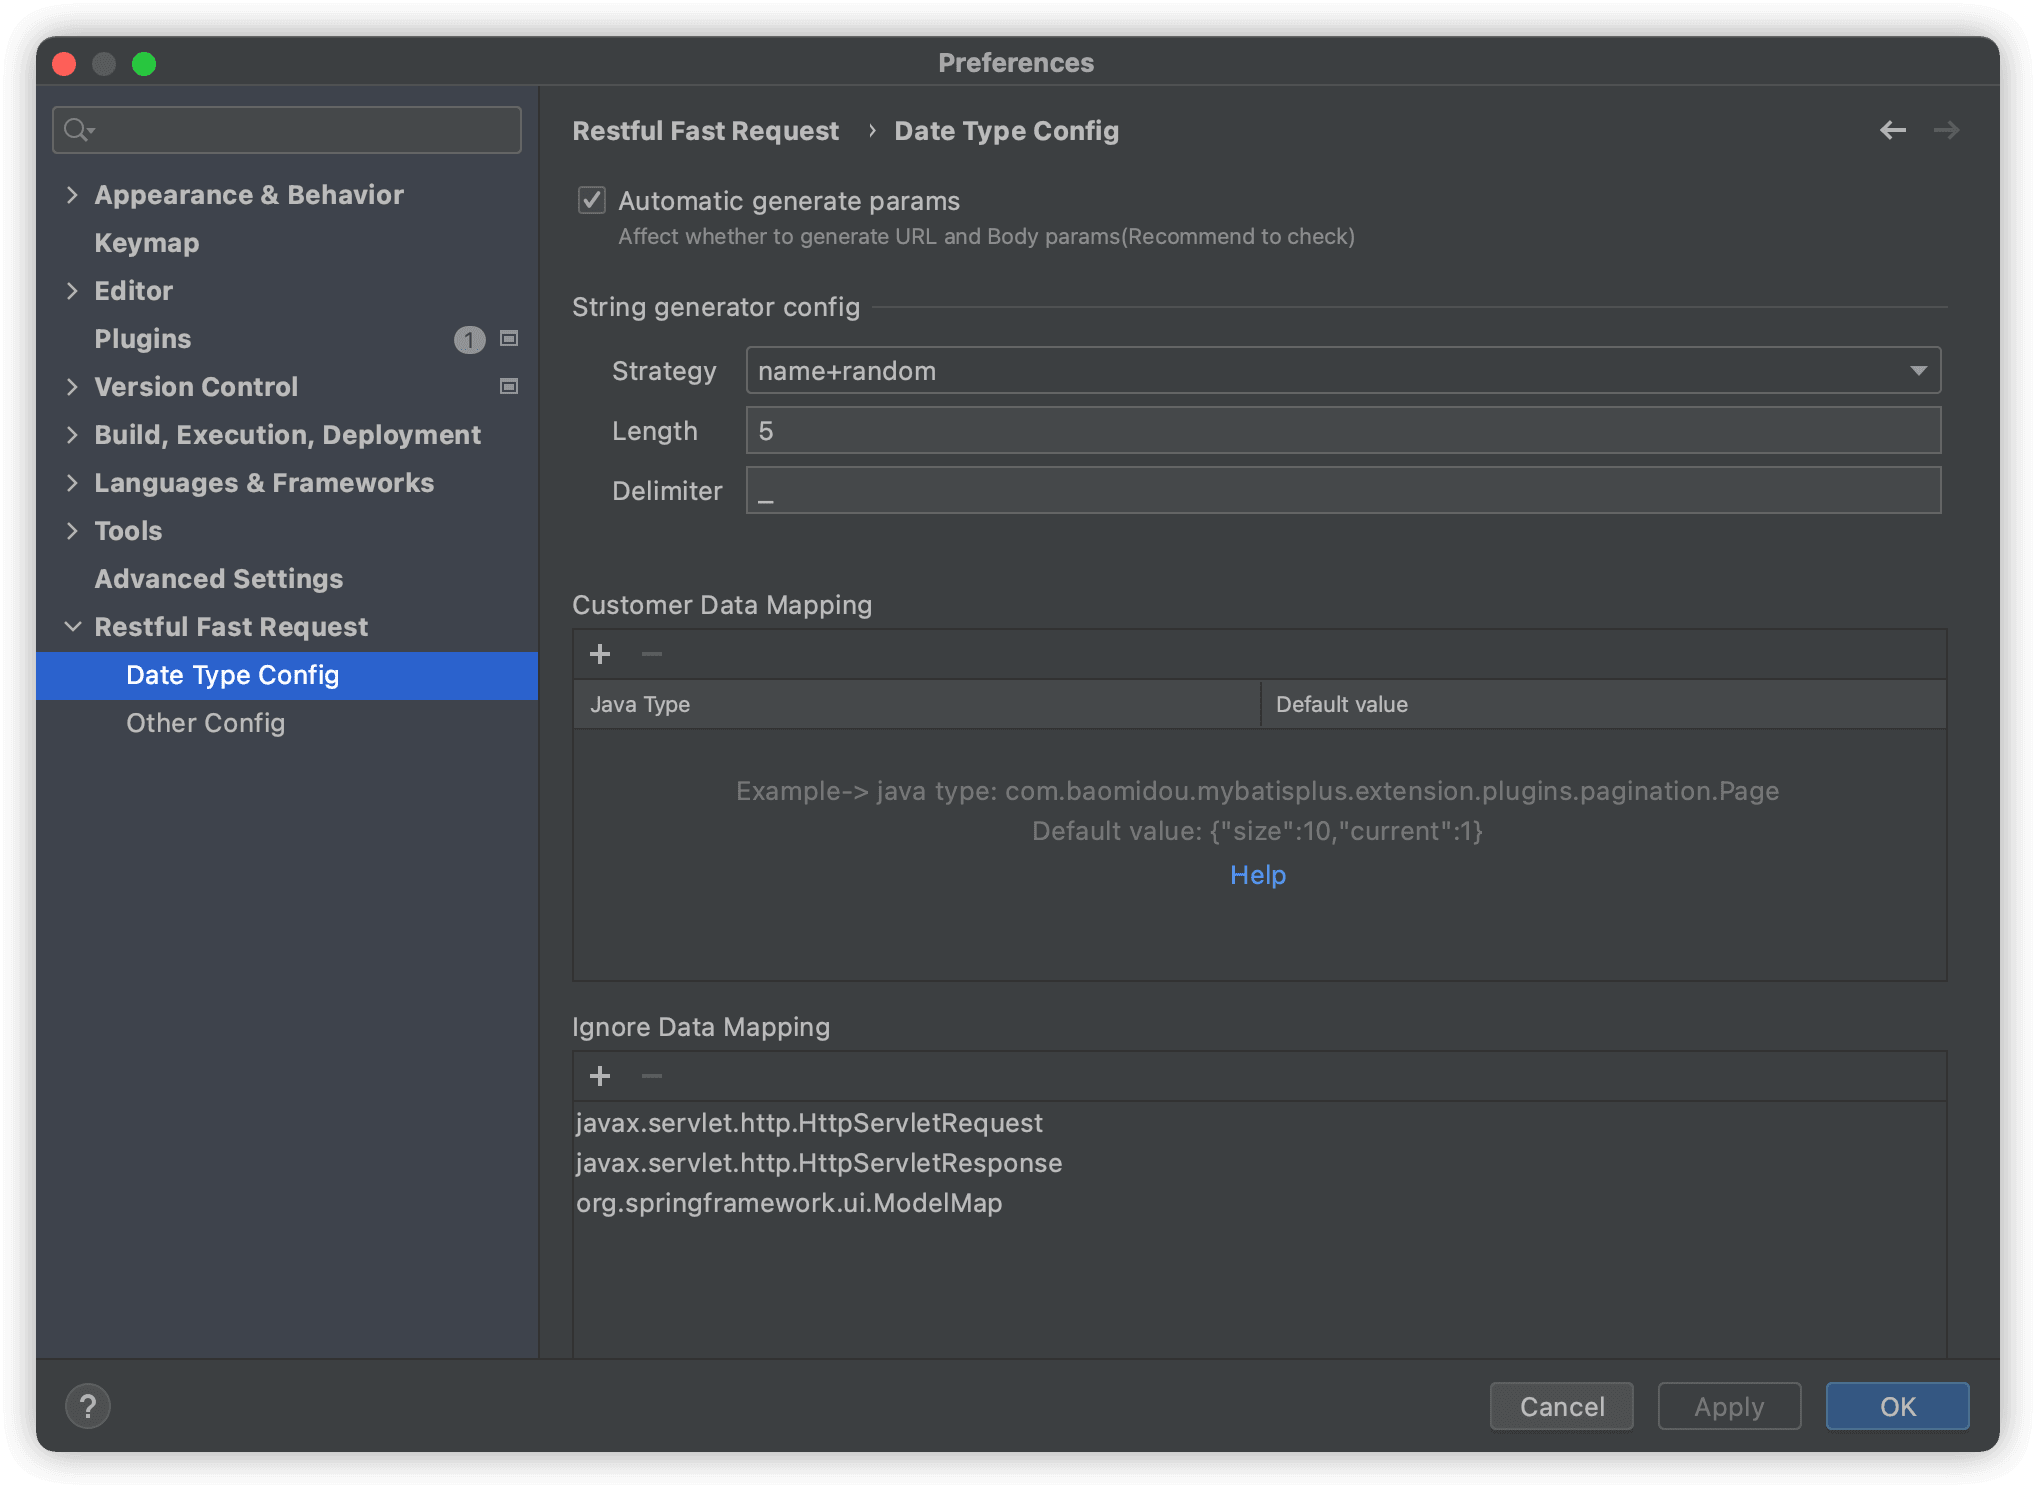 Preferences
Appearance & Behavior
Keymap
Editor
Plugins 1
Version Control
Build, Execution, Deployment
Languages & Frameworks
Tools
Advanced Settings
Restful Fast Request
Date Type Config
Other Config
Restful Fast Request › Date Type Config
Automatic generate params
Affect whether to generate URL and Body params(Recommend to check)
String generator config
Strategy name+random
Length 5
Delimiter _
Customer Data Mapping
Java Type Default value
Example-> java type: com.baomidou.mybatisplus.extension.plugins.pagination.Page
Default value: {"size":10,"current":1}
Help
Ignore Data Mapping
javax.servlet.http.HttpServletRequest
javax.servlet.http.HttpServletResponse
org.springframework.ui.ModelMap
? Cancel Apply OK